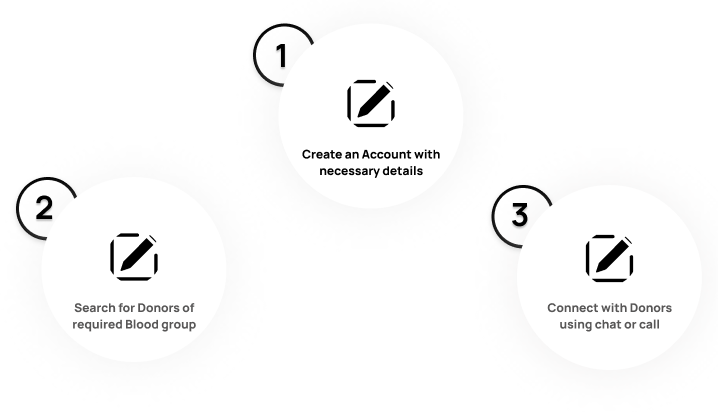 1
Create an Account with
necessary details
2
Search for Donors of
required Blood group
3
Connect with Donors
using chat or call